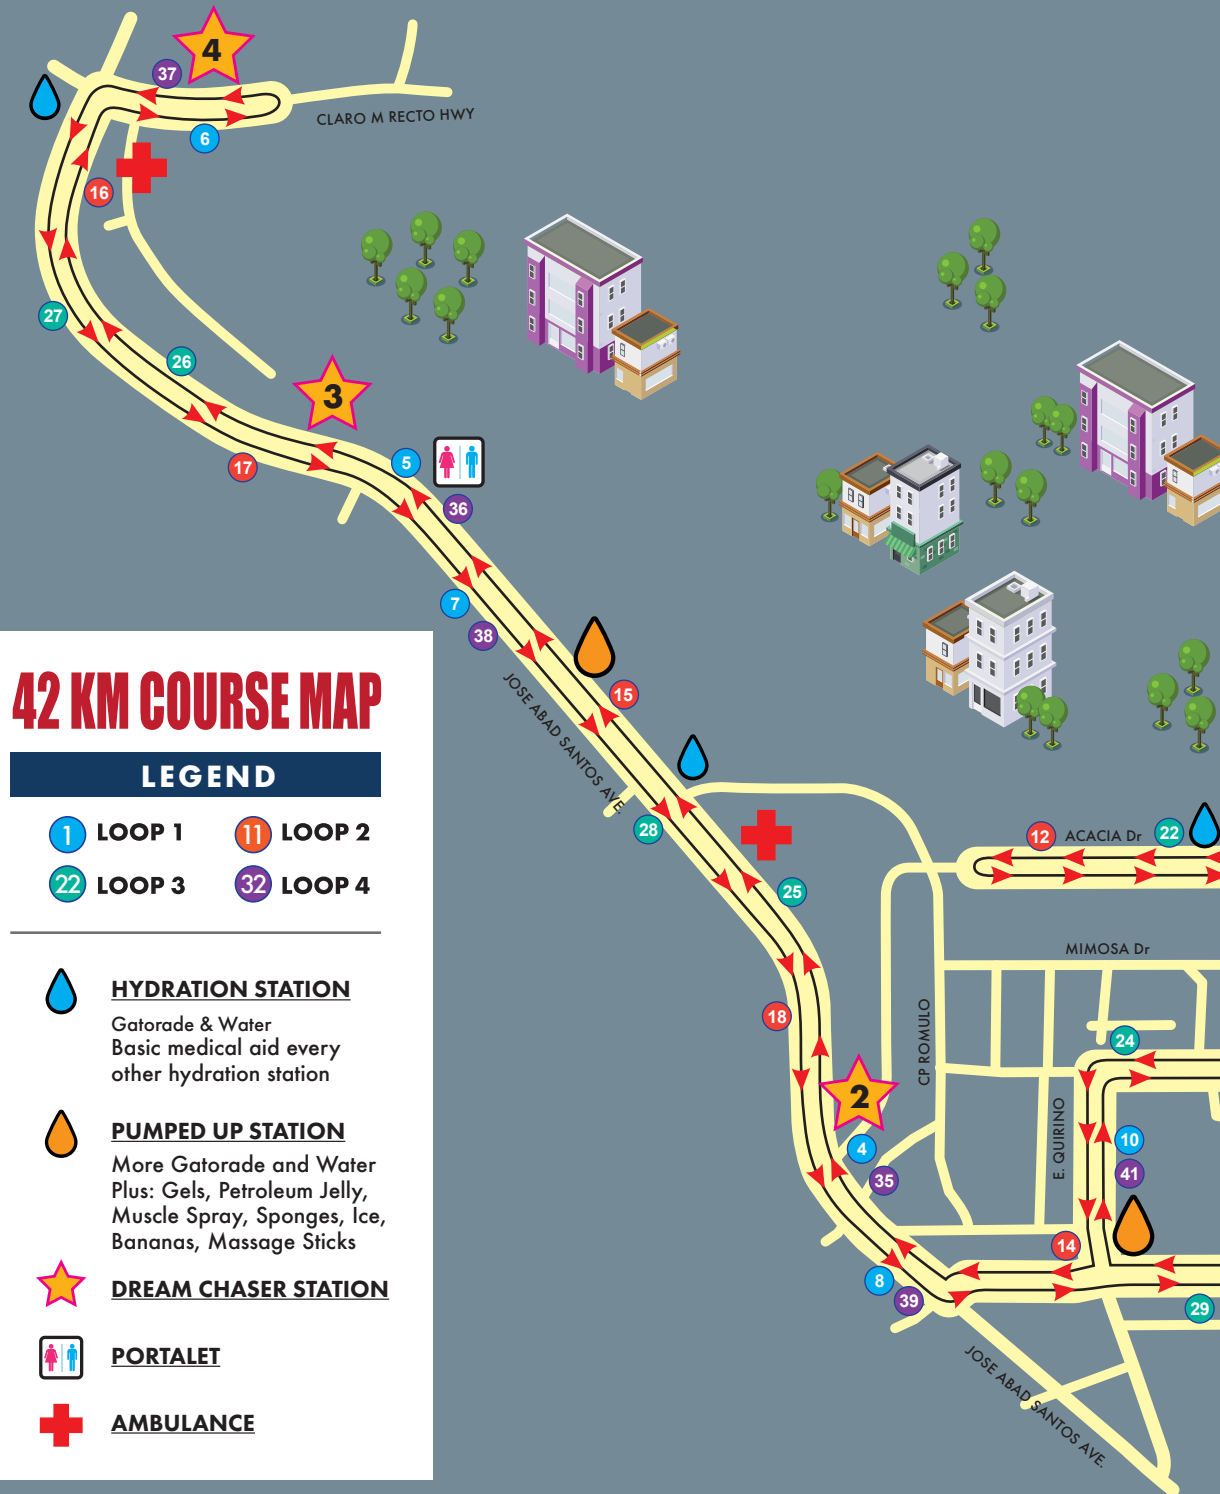 4
37
CLARO M RECTO HWY
6
16
27
26
3
17
5
36
7
38
15
JOSE ABAD SANTOS AVE.
28
25
18
12
ACACIA Dr
22
MIMOSA Dr
CP ROMULO
24
2
E. QUIRINO
10
4
41
35
14
8
39
29
JOSE ABAD SANTOS AVE.
42 KM COURSE MAP
LEGEND
1 LOOP 1
11 LOOP 2
22 LOOP 3
32 LOOP 4
HYDRATION STATION
Gatorade & Water
Basic medical aid every
other hydration station
PUMPED UP STATION
More Gatorade and Water
Plus: Gels, Petroleum Jelly,
Muscle Spray, Sponges, Ice,
Bananas, Massage Sticks
DREAM CHASER STATION
PORTALET
AMBULANCE